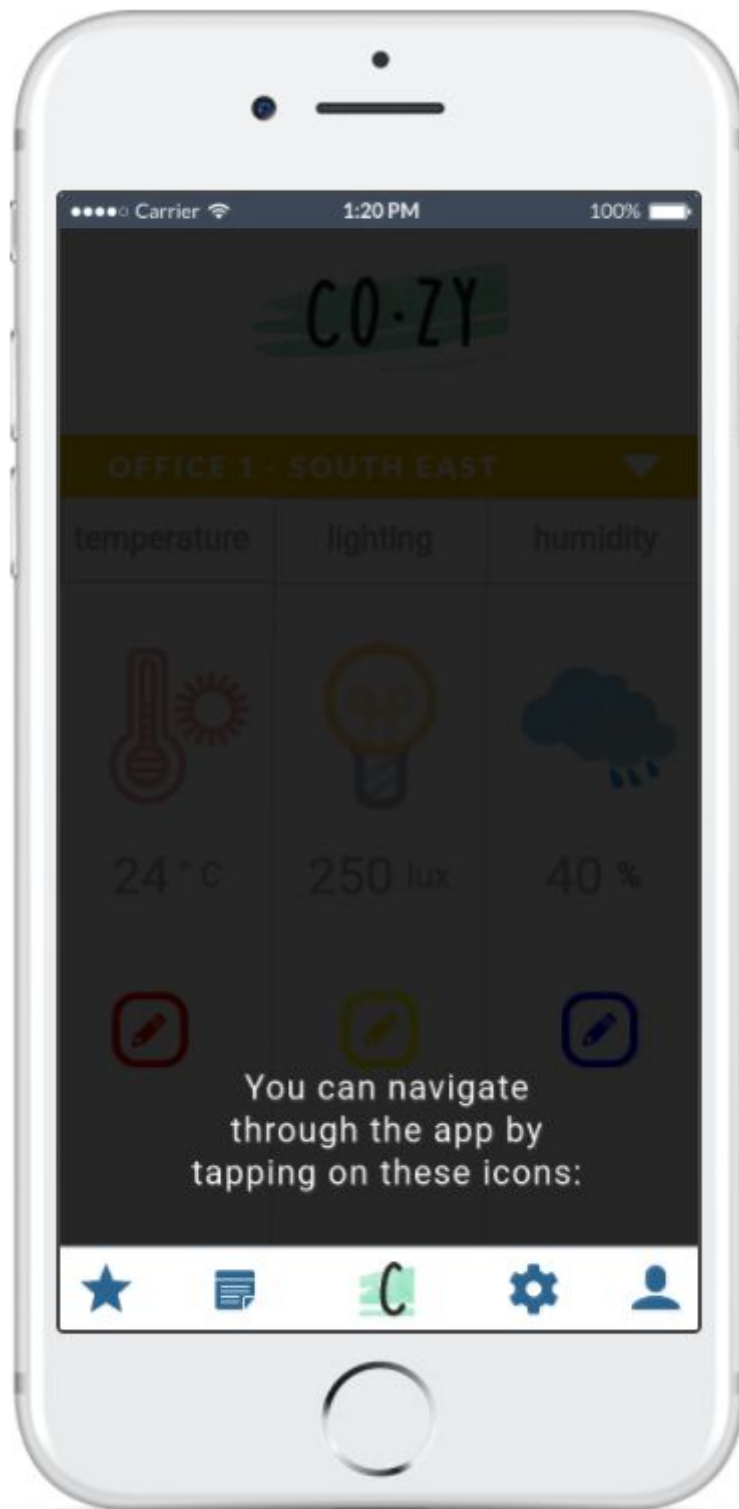 Carrier 1:20 PM 100%
CO·ZY
OFFICE 1 - SOUTH EAST
temperature lighting humidity
24 ° C 250 lux 40 %
You can navigate
through the app by
tapping on these icons:
C